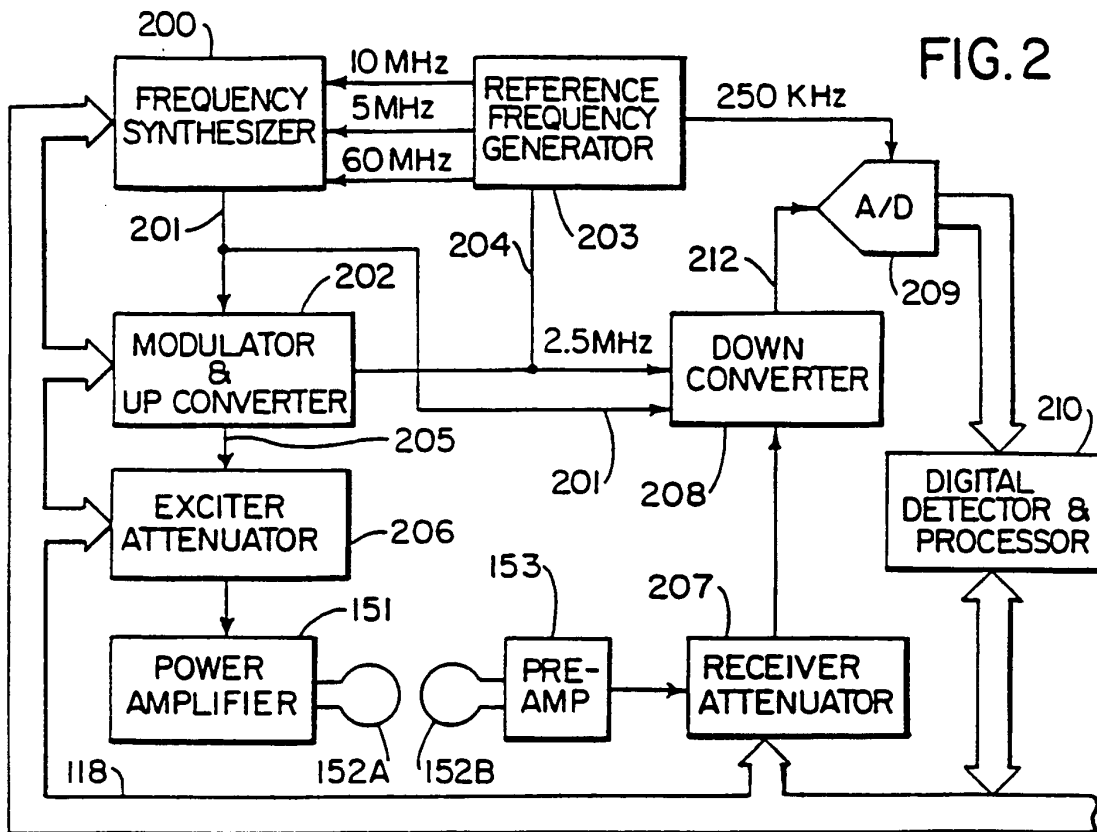 FIG. 2
200
FREQUENCY
SYNTHESIZER
10 MHz
5 MHz
60 MHz
REFERENCE
FREQUENCY
GENERATOR
250 KHz
A/D
201
204
203
212
209
202
MODULATOR
&
UP CONVERTER
2.5 MHz
DOWN
CONVERTER
205
201
208
210
EXCITER
ATTENUATOR
206
DIGITAL
DETECTOR &
PROCESSOR
151
153
207
POWER
AMPLIFIER
PRE-
AMP
RECEIVER
ATTENUATOR
118
152A
152B